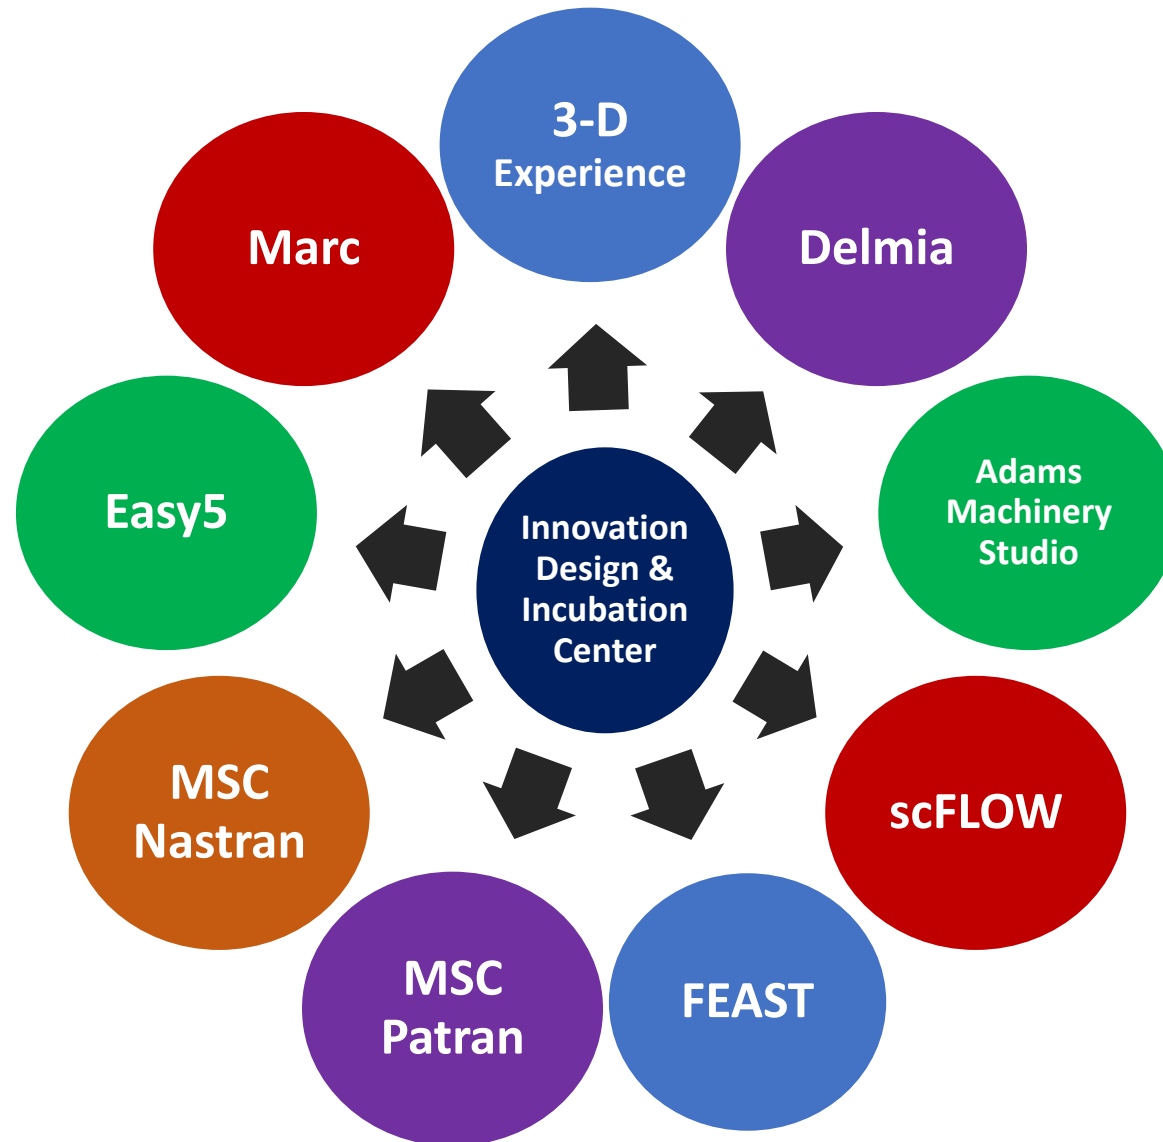 3-D
Experience
Delmia
Adams
Machinery
Studio
scFLOW
FEAST
MSC
Patran
MSC
Nastran
Easy5
Marc
Innovation
Design &
Incubation
Center